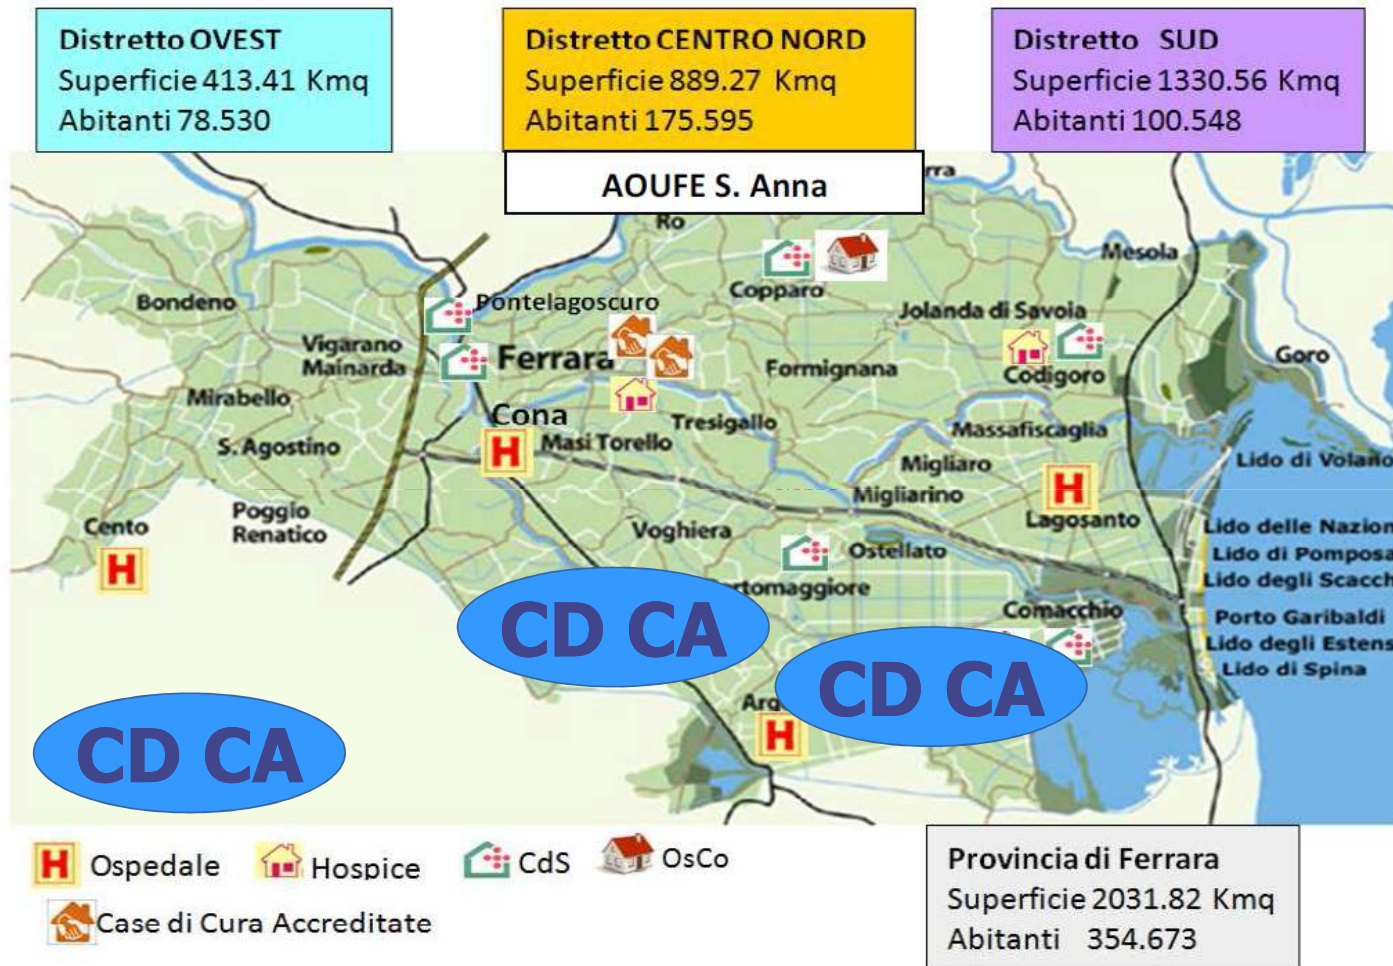 Distretto OVEST
Superficie 413.41 Kmq
Abitanti 78.530
Distretto CENTRO NORD
Superficie 889.27 Kmq
Abitanti 175.595
Distretto SUD
Superficie 1330.56 Kmq
Abitanti 100.548
AOUFE S. Anna
Ro
Mesola
Copparo
Bondeno
Pontelagoscuro
Jolanda di Savoia
Vigarano
Mainarda
Ferrara
Formignana
Codigoro
Goro
Mirabello
Cona
Tresigallo
Massafiscaglia
S. Agostino
Masi Torello
Migliaro
Lido di Volano
H
H
Migliarino
Lagosanto
Cento
Poggio
Renatico
Voghiera
Ostellato
Lido delle Nazion
Lido di Pomposa
Lido degli Scacch
H
rtomaggiore
Comacchio
Porto Garibaldi
Lido degli Estens
Lido di Spina
CD CA
CD CA
CD CA
H
H Ospedale
Hospice
CdS
OsCo
Case di Cura Accreditate
Provincia di Ferrara
Superficie 2031.82 Kmq
Abitanti 354.673